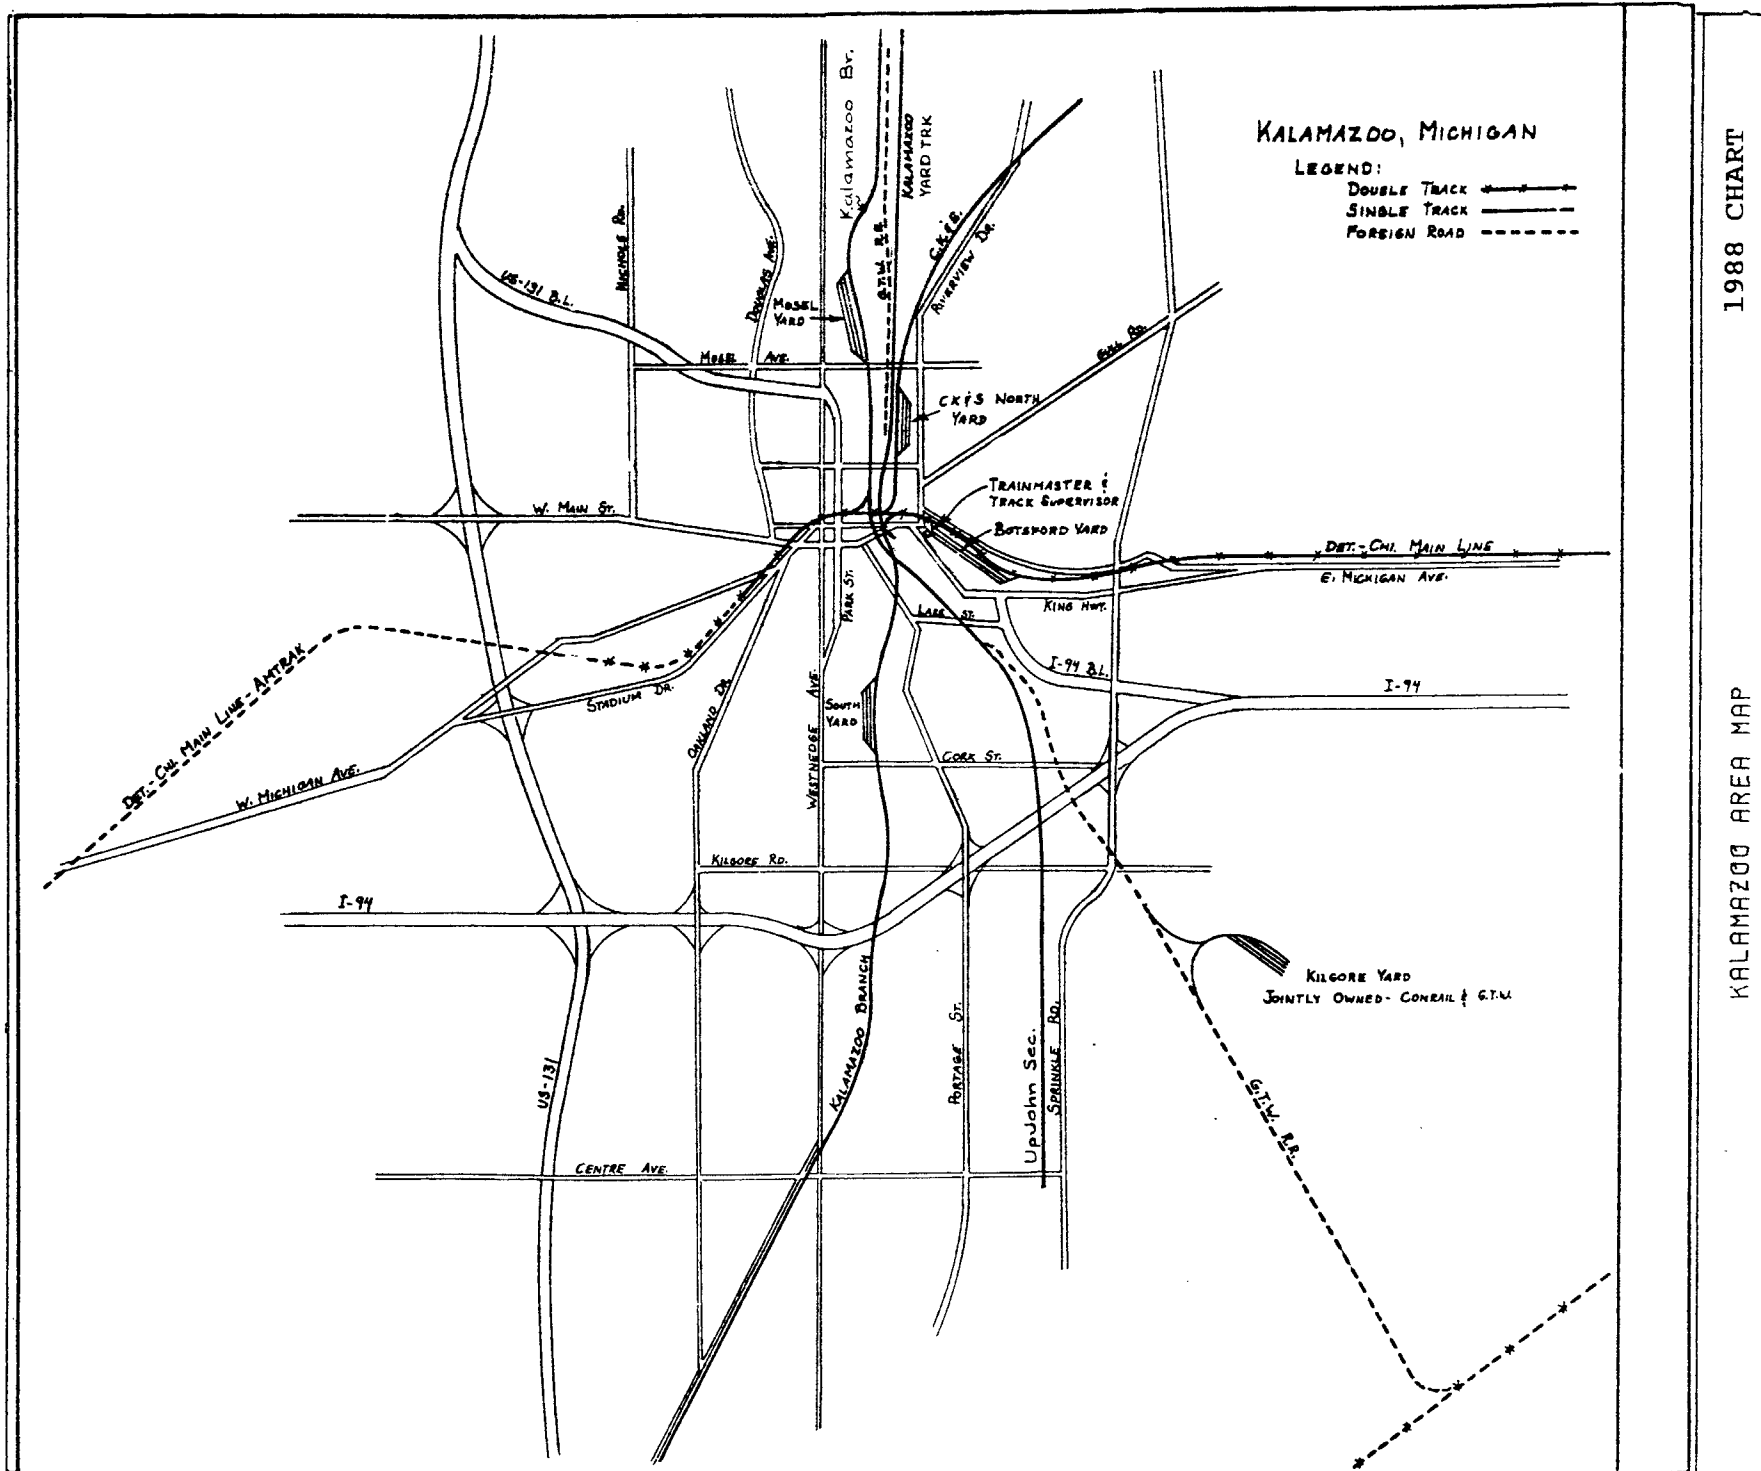 KALAMAZOO, MICHIGAN
LEGEND:
DOUBLE TRACK
SINGLE TRACK
FOREIGN ROAD
1988 CHART
KALAMAZOO AREA MAP
Kalamazoo Br.
KALAMAZOO
YARD TRK
G.T.W. R.R.
C.K.&S.
RIVERVIEW DR.
NICHOLS RD.
DOUGLAS AVE.
US-131 B.L.
MOSEL
YARD
MOSEL AVE.
GULL RD.
CK&S NORTH
YARD
TRAINMASTER &
TRACK SUPERVISOR
BOTSFORD YARD
W. MAIN ST.
DET.-CHI. MAIN LINE
E. MICHIGAN AVE.
KING HWY.
LAKE ST.
PARK ST.
I-94 B.L.
I-94
DET.-CHI. MAIN LINE-AMTRAK
STADIUM DR.
OAKLAND DR.
WESTNEDGE AVE.
SOUTH
YARD
CORK ST.
W. MICHIGAN AVE.
KILGORE RD.
I-94
KILGORE YARD
JOINTLY OWNED- CONRAIL & G.T.W.
KALAMAZOO BRANCH
PORTAGE ST.
UpJohn Sec.
SPRINKLE RD.
US-131
G.T.W. R.R.
CENTRE AVE.